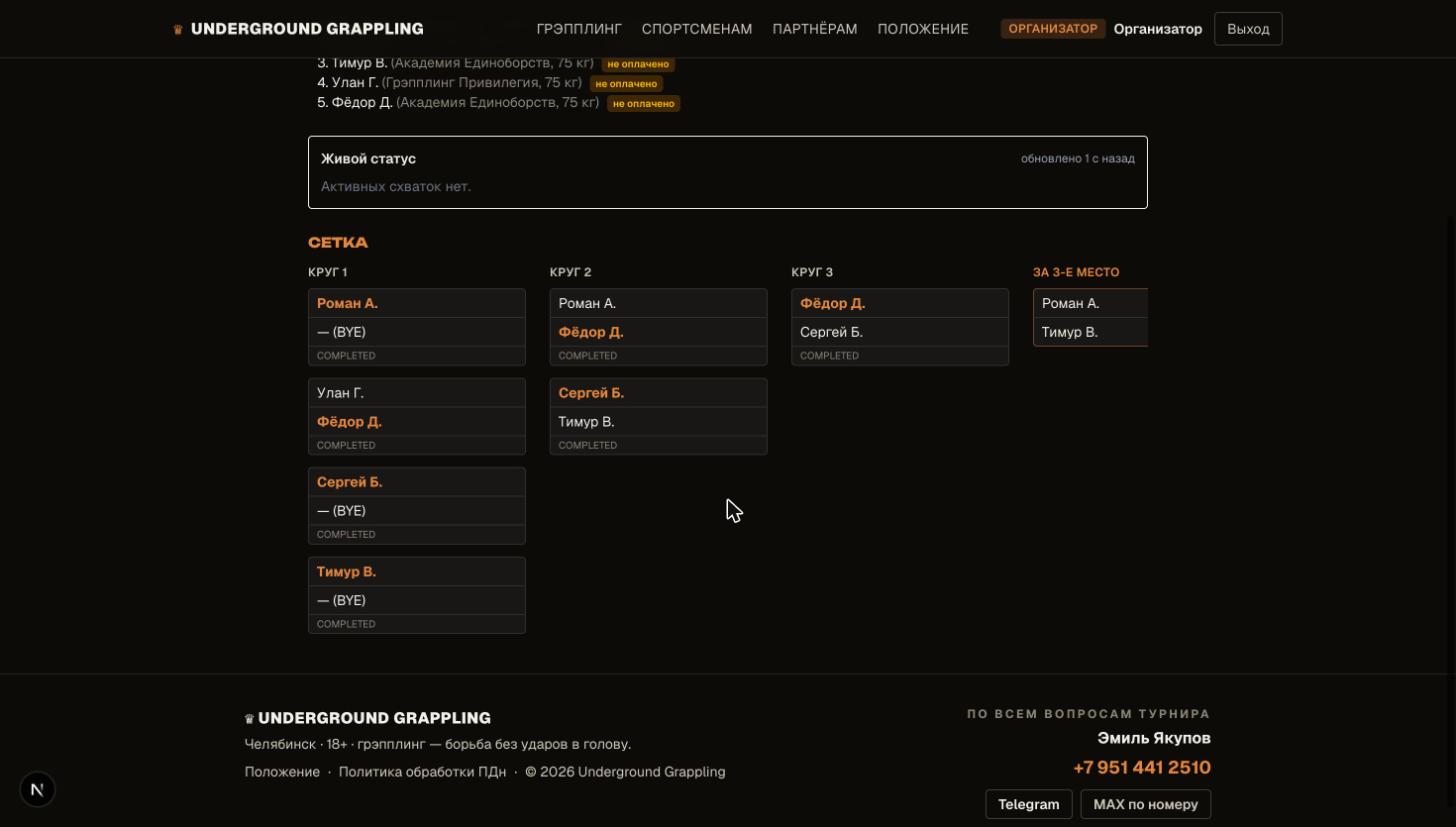 UNDERGROUND GRAPPLING
ГРЭППЛИНГ СПОРТСМЕНАМ ПАРТНЁРАМ ПОЛОЖЕНИЕ ОРГАНИЗАТОР Организатор Выход
3. Тимур В. (Академия Единоборств, 75 кг) не оплачено
4. Улан Г. (Грэпплинг Привилегия, 75 кг) не оплачено
5. Фёдор Д. (Академия Единоборств, 75 кг) не оплачено
Живой статус
обновлено 1 с назад
Активных схваток нет.
СЕТКА
КРУГ 1
Роман А.
— (BYE)
COMPLETED
Улан Г.
Фёдор Д.
COMPLETED
Сергей Б.
— (BYE)
COMPLETED
Тимур В.
— (BYE)
COMPLETED
КРУГ 2
Роман А.
Фёдор Д.
COMPLETED
Сергей Б.
Тимур В.
COMPLETED
КРУГ 3
Фёдор Д.
Сергей Б.
COMPLETED
ЗА 3-Е МЕСТО
Роман А.
Тимур В.
UNDERGROUND GRAPPLING
Челябинск · 18+ · грэпплинг — борьба без ударов в голову.
Положение · Политика обработки ПДн · © 2026 Underground Grappling
ПО ВСЕМ ВОПРОСАМ ТУРНИРА
Эмиль Якупов
+7 951 441 2510
Telegram
MAX по номеру
N